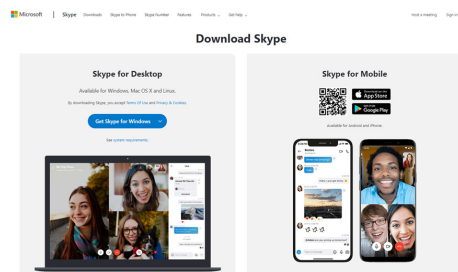 Microsoft | Skype Downloads Skype to Phone Skype Number Features Products Get help Host a meeting Sign in
Download Skype
Skype for Desktop
Available for Windows, Mac OS X and Linux.
By downloading Skype, you accept Terms Of Use and Privacy & Cookies.
Get Skype for Windows
See system requirements.
Skype for Mobile
Download on the
App Store
Google Play
Available for Android and iPhone